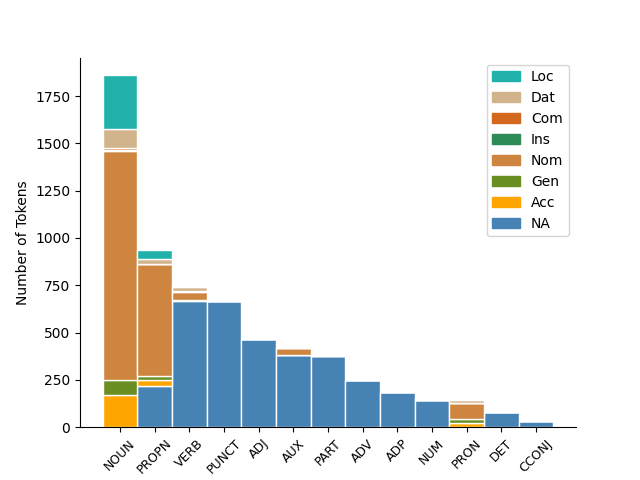 Number of Tokens
1750
1500
1250
1000
750
500
250
0
Loc
Dat
Com
Ins
Nom
Gen
Acc
NA
NOUN
PROPN
VERB
PUNCT
ADJ
AUX
PART
ADV
ADP
NUM
PRON
DET
CCONJ